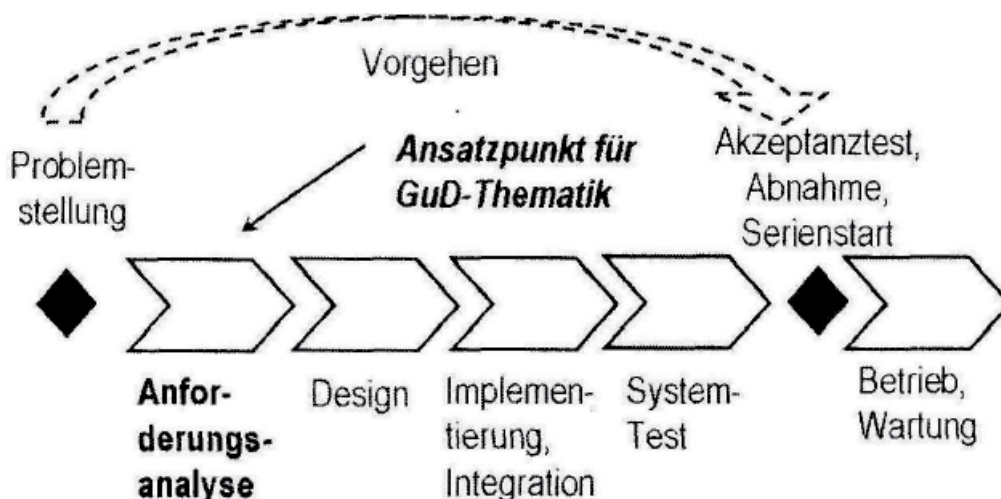 Vorgehen
Problem-
stellung
Ansatzpunkt für
GuD-Thematik
Akzeptanztest,
Abnahme,
Serienstart
Anfor-
derungs-
analyse
Design
Implemen-
tierung,
Integration
System-
Test
Betrieb,
Wartung